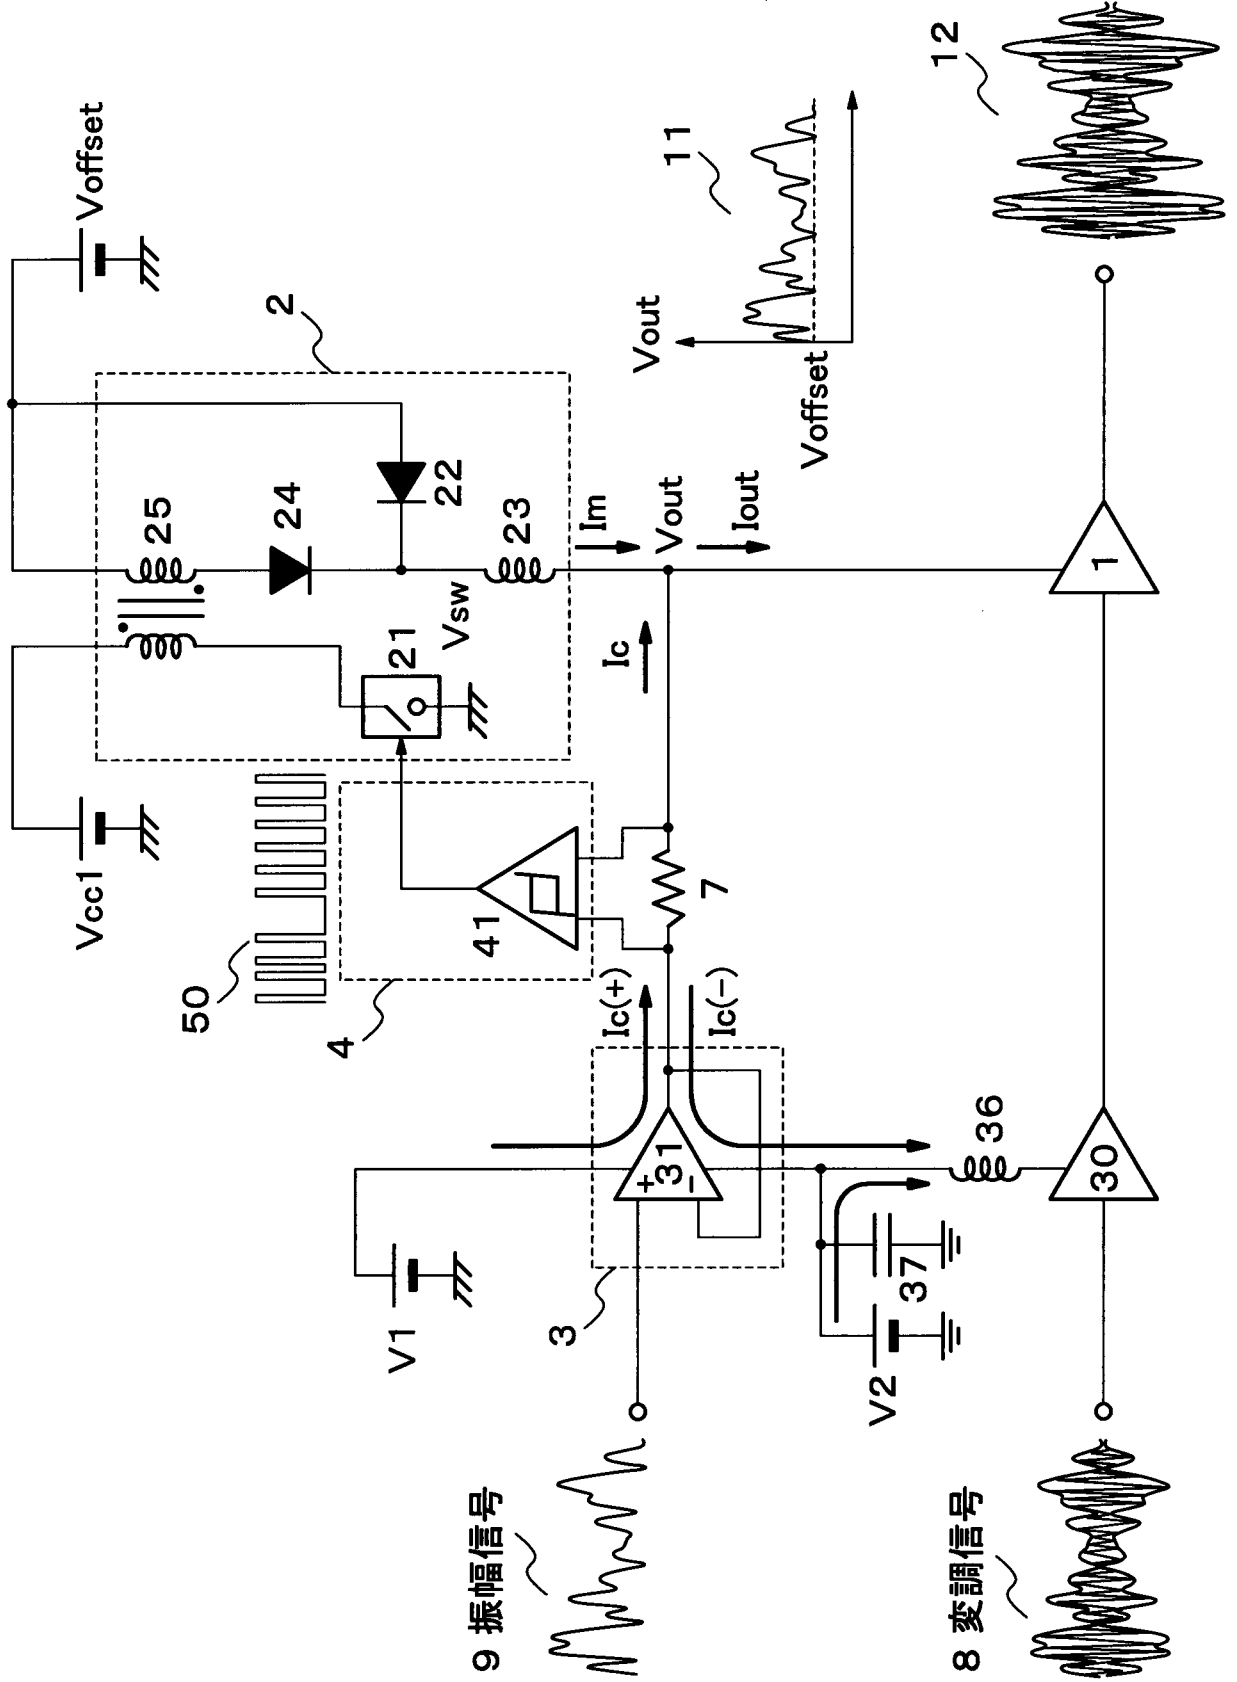 Vcc1
Voffset
50
2
25
24
22
21
Vsw
23
4
41
V1
Im
Vout
Iout
Ic
Ic(+)
Ic(-)
7
3
+
31
-
V2
37
36
9 振幅信号
8 変調信号
30
1
Vout
Voffset
11
12